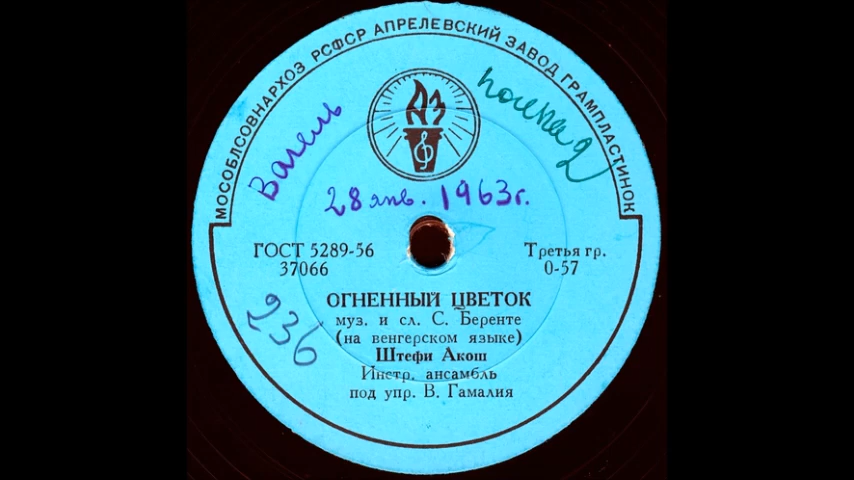 МОСОБЛСОВНАРХОЗ РСФСР АПРЕЛЕВСКИЙ ЗАВОД ГРАМПЛАСТИНОК
АЗ
28 янв. 1963г.
ГОСТ 5289-56
37066
Третья гр.
0-57
236
ОГНЕННЫЙ ЦВЕТОК
муз. и сл. С. Беренте
(на венгерском языке)
Штефи Акош
Инстр. ансамбль
под упр. В. Гамалия